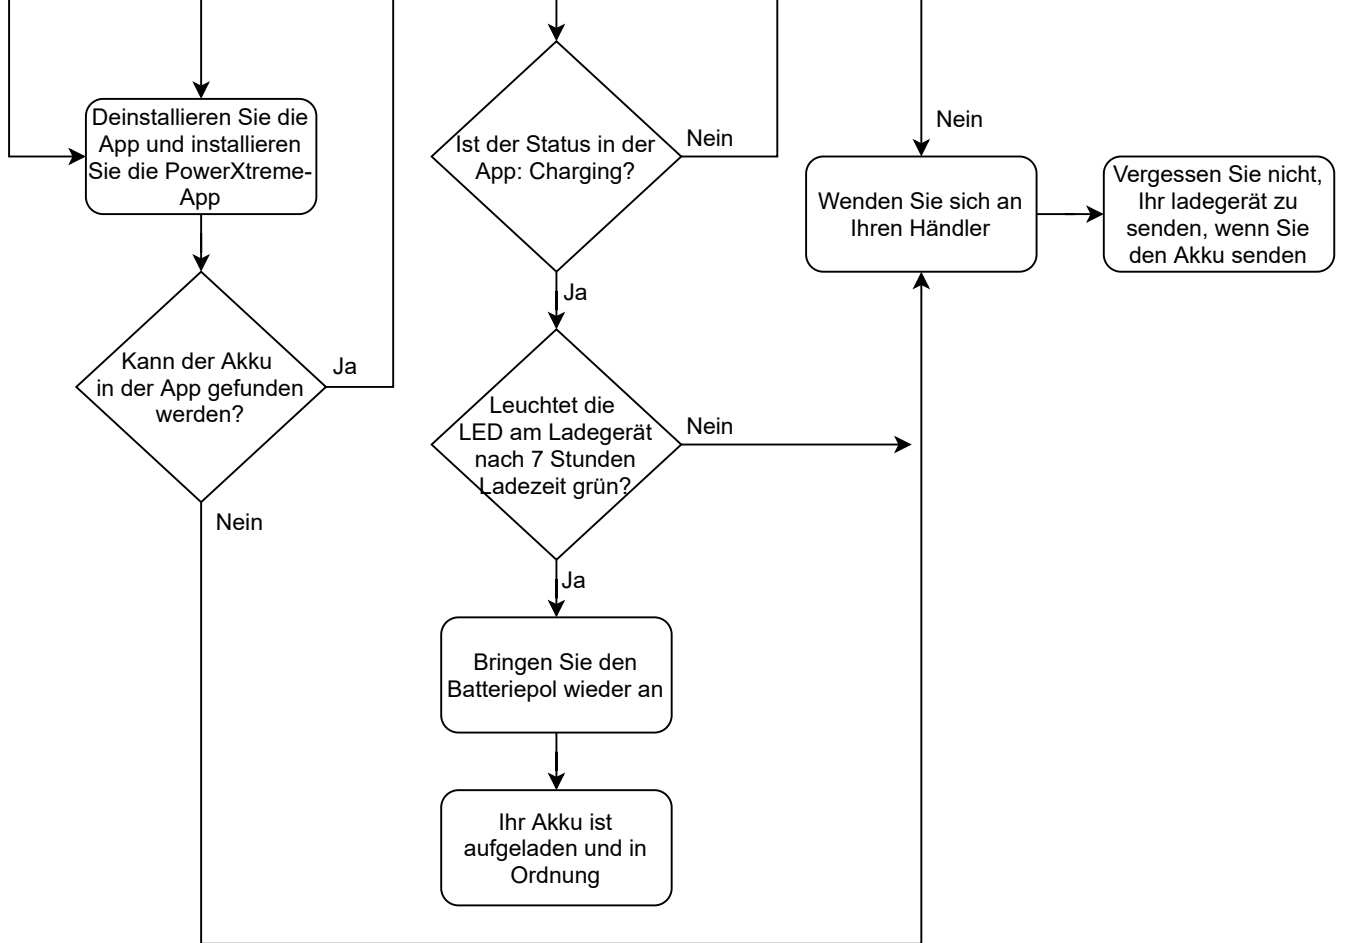 Deinstallieren Sie die
App und installieren
Sie die PowerXtreme-
App
Kann der Akku
in der App gefunden
werden?
Ja
Nein
Ist der Status in der
App: Charging?
Nein
Ja
Leuchtet die
LED am Ladegerät
nach 7 Stunden
Ladezeit grün?
Nein
Ja
Bringen Sie den
Batteriepol wieder an
Ihr Akku ist
aufgeladen und in
Ordnung
Nein
Wenden Sie sich an
Ihren Händler
Vergessen Sie nicht,
Ihr ladegerät zu
senden, wenn Sie
den Akku senden